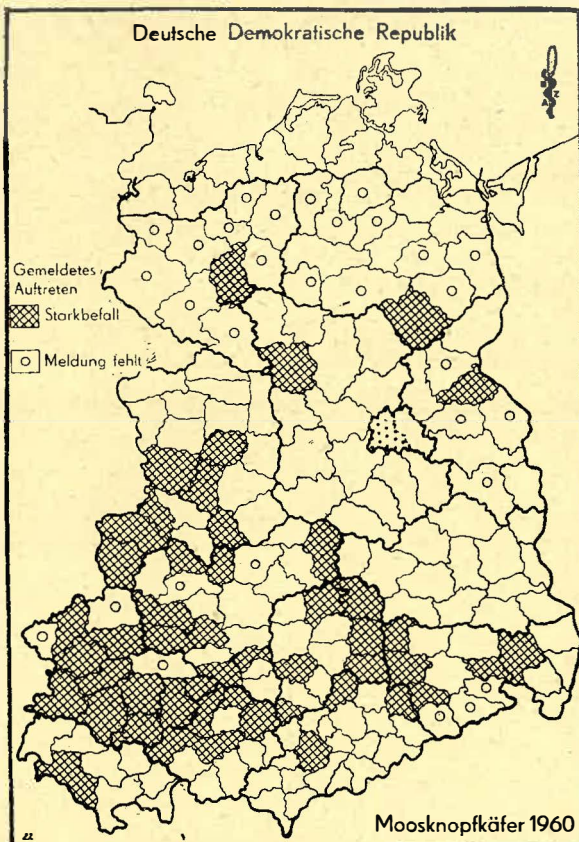 Deutsche Demokratische Republik
Gemeldetes
Auftreten
Starkbefall
Meldung fehlt
Moosknopfkäfer 1960